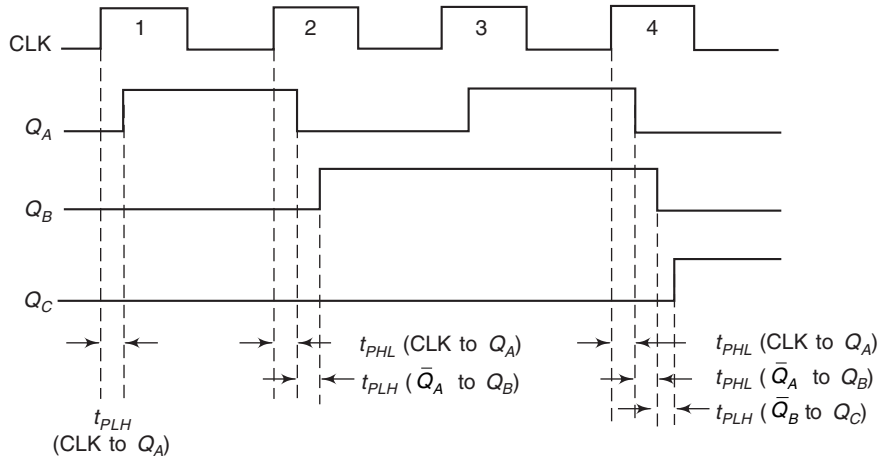 CLK 1 2 3 4
Q_A
Q_B
Q_C
t_PHL (CLK to Q_A) t_PHL (CLK to Q_A)
t_PLH (Q̅_A to Q_B) t_PHL (Q̅_A to Q_B)
t_PLH t_PLH (Q̅_B to Q_C)
(CLK to Q_A)